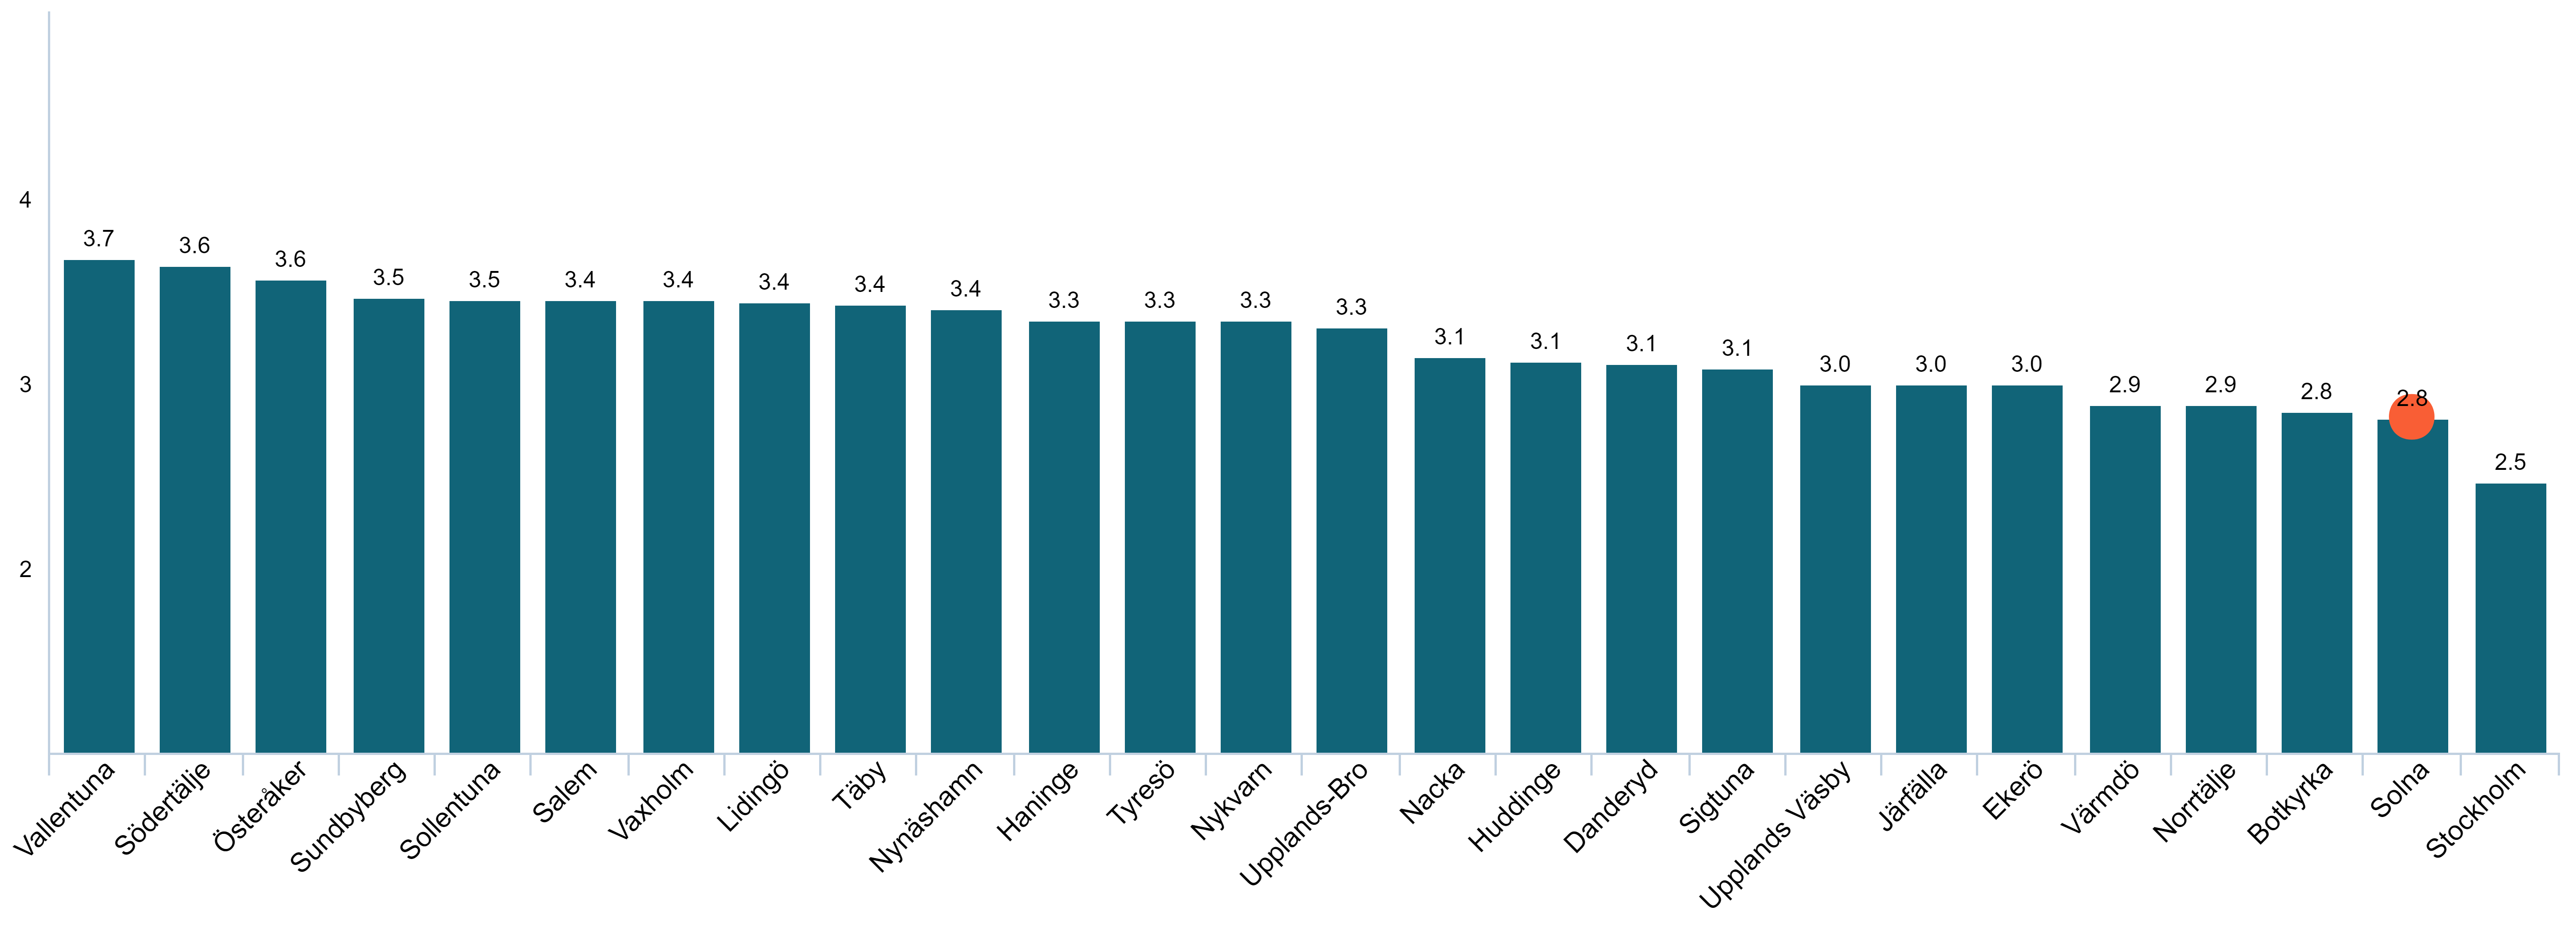 4
3
2
3.7
3.6
3.6
3.5
3.5
3.4
3.4
3.4
3.4
3.4
3.3
3.3
3.3
3.3
3.1
3.1
3.1
3.1
3.0
3.0
3.0
2.9
2.9
2.8
2.8
2.5
Vallentuna
Södertälje
Österåker
Sundbyberg
Sollentuna
Salem
Vaxholm
Lidingö
Täby
Nynäshamn
Haninge
Tyresö
Nykvarn
Upplands-Bro
Nacka
Huddinge
Danderyd
Sigtuna
Upplands Väsby
Järfälla
Ekerö
Värmdö
Norrtälje
Botkyrka
Solna
Stockholm